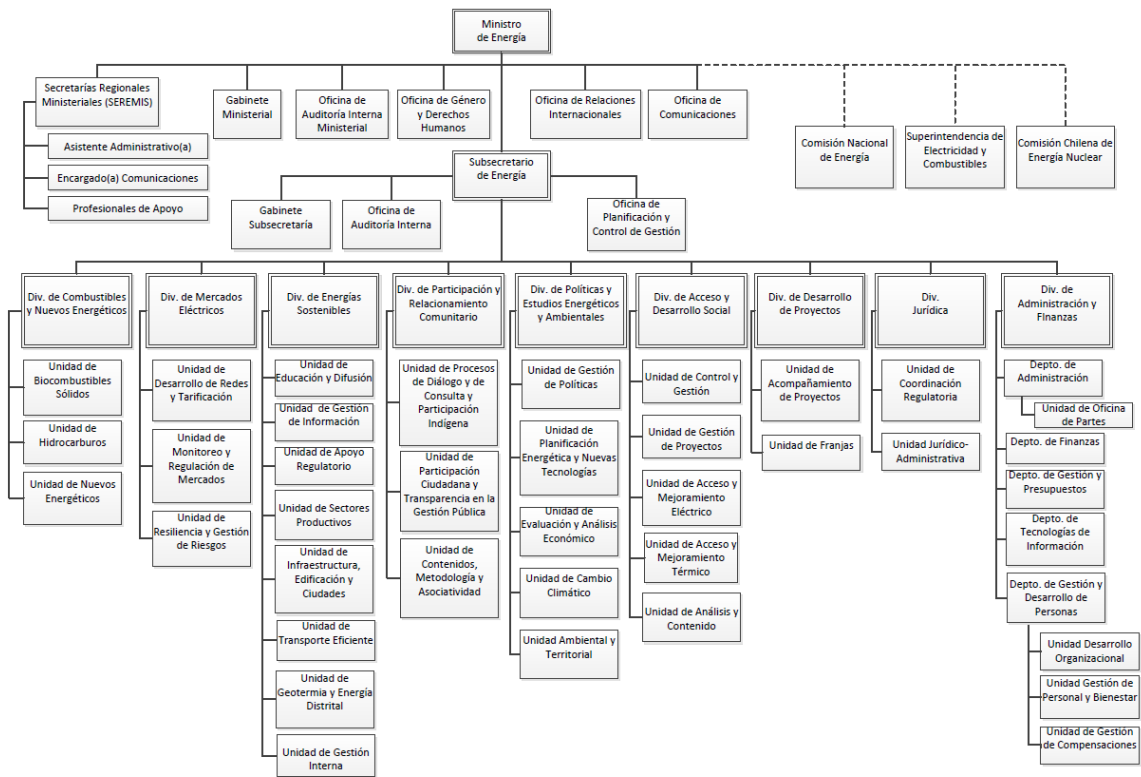 Ministro
de Energía
Secretarías Regionales
Ministeriales (SEREMIS)
Asistente Administrativo(a)
Encargado(a) Comunicaciones
Profesionales de Apoyo
Gabinete
Ministerial
Oficina de
Auditoría Interna
Ministerial
Oficina de Género
y Derechos
Humanos
Oficina de Relaciones
Internacionales
Oficina de
Comunicaciones
Comisión Nacional
de Energía
Superintendencia de
Electricidad y
Combustibles
Comisión Chilena de
Energía Nuclear
Subsecretario
de Energía
Gabinete
Subsecretaría
Oficina de
Auditoría Interna
Oficina de
Planificación y
Control de Gestión
Div. de Combustibles
y Nuevos Energéticos
Unidad de
Biocombustibles
Sólidos
Unidad de
Hidrocarburos
Unidad de Nuevos
Energéticos
Div. de Mercados
Eléctricos
Unidad de
Desarrollo de Redes
y Tarificación
Unidad de
Monitoreo y
Regulación de
Mercados
Unidad de
Resiliencia y Gestión
de Riesgos
Div. de Energías
Sostenibles
Unidad de
Educación y Difusión
Unidad de Gestión
de Información
Unidad de Apoyo
Regulatorio
Unidad de Sectores
Productivos
Unidad de
Infraestructura,
Edificación y
Ciudades
Unidad de
Transporte Eficiente
Unidad de
Geotermia y Energía
Distrital
Unidad de Gestión
Interna
Div. de Participación y
Relacionamiento
Comunitario
Unidad de Procesos
de Diálogo y de
Consulta y
Participación
Indígena
Unidad de
Participación
Ciudadana y
Transparencia en la
Gestión Pública
Unidad de
Contenidos,
Metodología y
Asociatividad
Div. de Políticas y
Estudios Energéticos
y Ambientales
Unidad de Gestión
de Políticas
Unidad de
Planificación
Energética y Nuevas
Tecnologías
Unidad de
Evaluación y Análisis
Económico
Unidad de Cambio
Climático
Unidad Ambiental y
Territorial
Div. de Acceso y
Desarrollo Social
Unidad de Control y
Gestión
Unidad de Gestión
de Proyectos
Unidad de Acceso y
Mejoramiento
Eléctrico
Unidad de Acceso y
Mejoramiento
Térmico
Unidad de Análisis y
Contenido
Div. de Desarrollo
de Proyectos
Unidad de
Acompañamiento
de Proyectos
Unidad de Franjas
Div.
Jurídica
Unidad de
Coordinación
Regulatoria
Unidad Jurídico-
Administrativa
Div. de
Administración y
FInanzas
Depto. de
Administración
Unidad de Oficina
de Partes
Depto. de Finanzas
Depto. de Gestión y
Presupuestos
Depto. de
Tecnologías de
Información
Depto. de Gestión y
Desarrollo de
Personas
Unidad Desarrollo
Organizacional
Unidad Gestión de
Personal y Bienestar
Unidad de Gestión
de Compensaciones